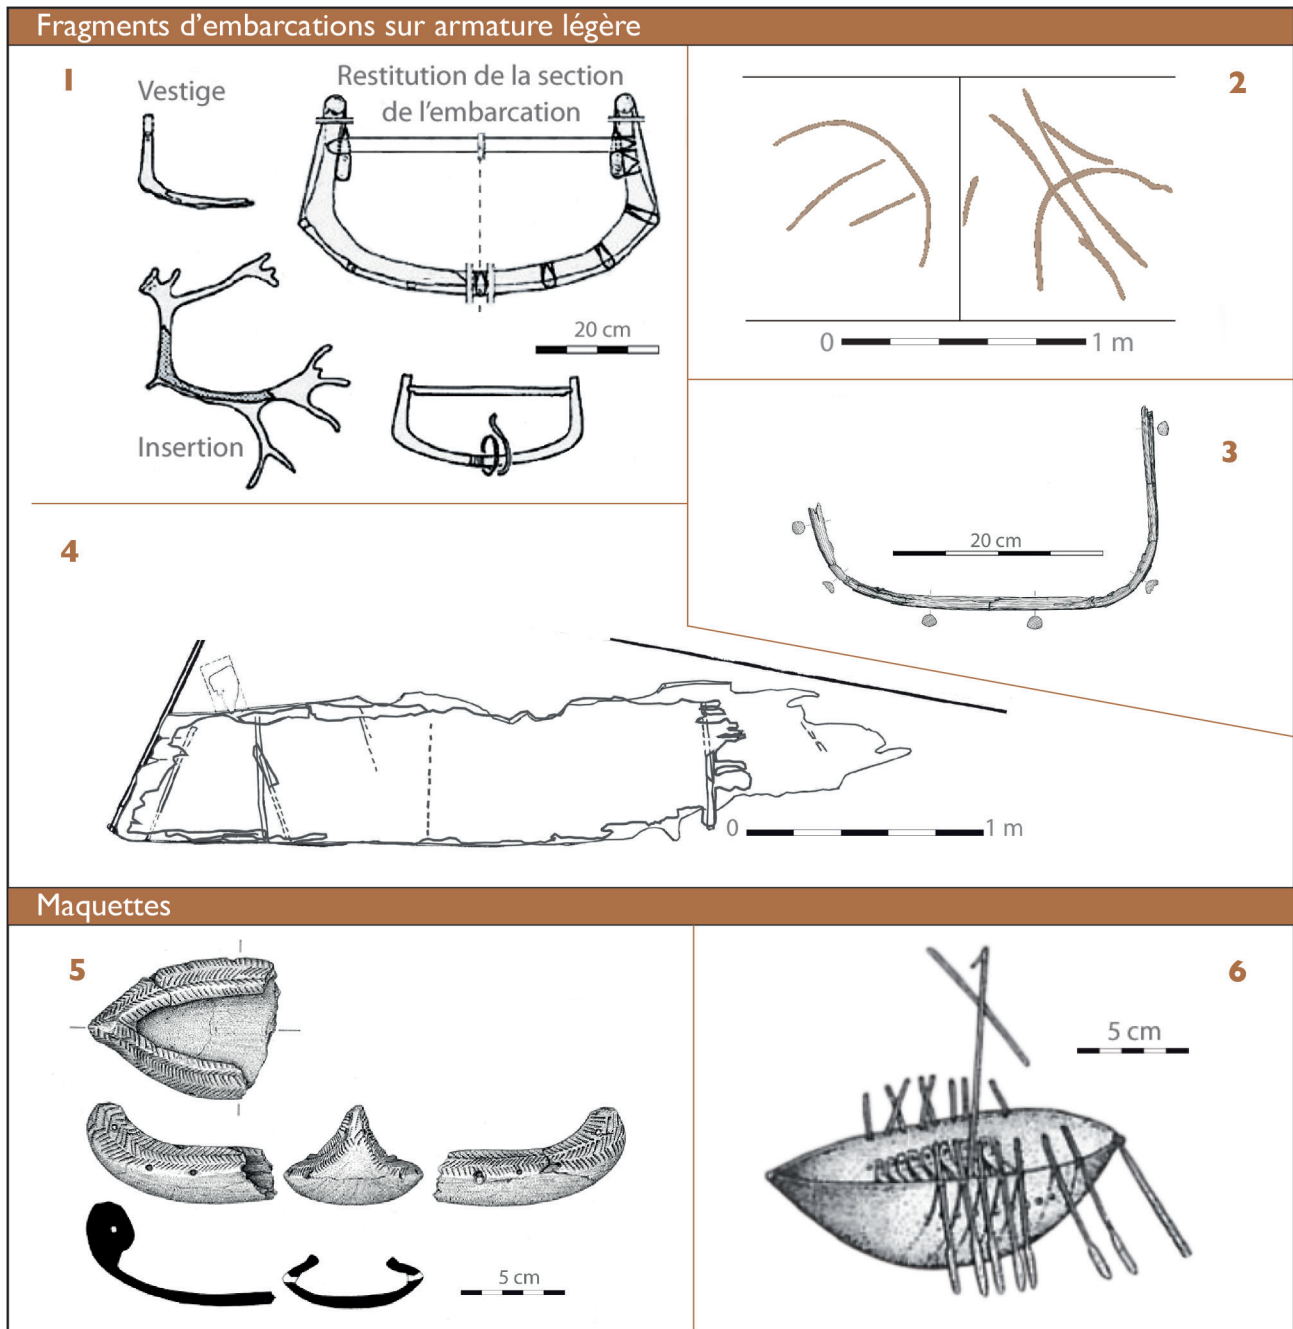 Fragments d’embarcations sur armature légère
1
Vestige
Restitution de la section
de l’embarcation
20 cm
Insertion
2
0 1 m
3
20 cm
4
0 1 m
Maquettes
5
5 cm
6
5 cm